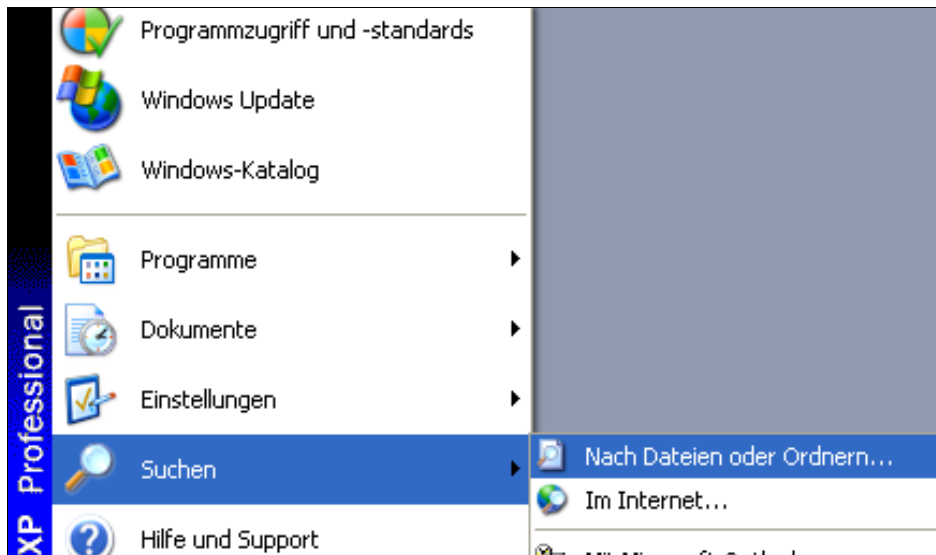 Programmzugriff und -standards
Windows Update
Windows-Katalog
Programme
Dokumente
Einstellungen
Suchen
Hilfe und Support
Nach Dateien oder Ordnern...
Im Internet...
XP Professional